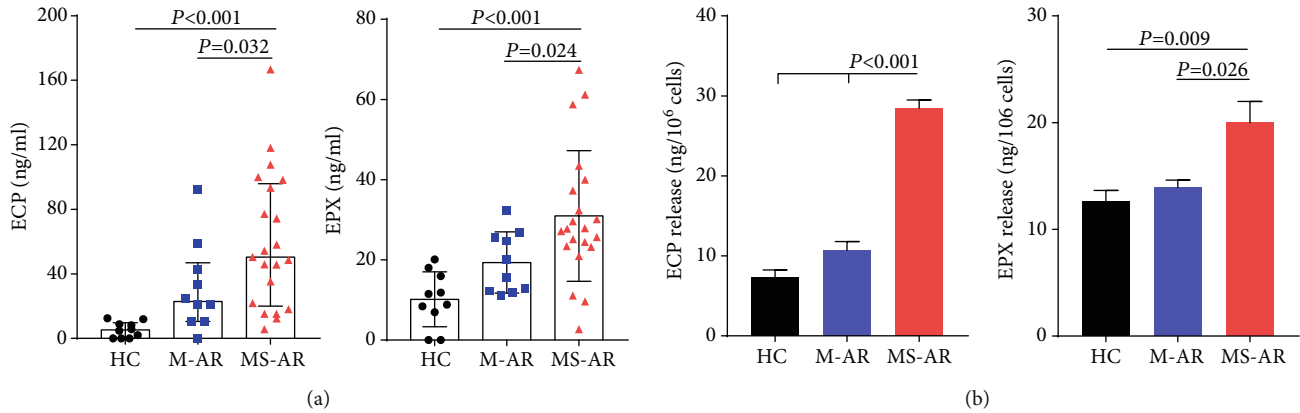 P<0.001
P=0.032
ECP (ng/ml)
200
160
120
80
40
0
HC M-AR MS-AR
P<0.001
P=0.024
EPX (ng/ml)
80
60
40
20
0
HC M-AR MS-AR
(a)
P<0.001
ECP release (ng/10⁶ cells)
40
30
20
10
0
HC M-AR MS-AR
P=0.009
P=0.026
EPX release (ng/106 cells)
30
20
10
0
HC M-AR MS-AR
(b)